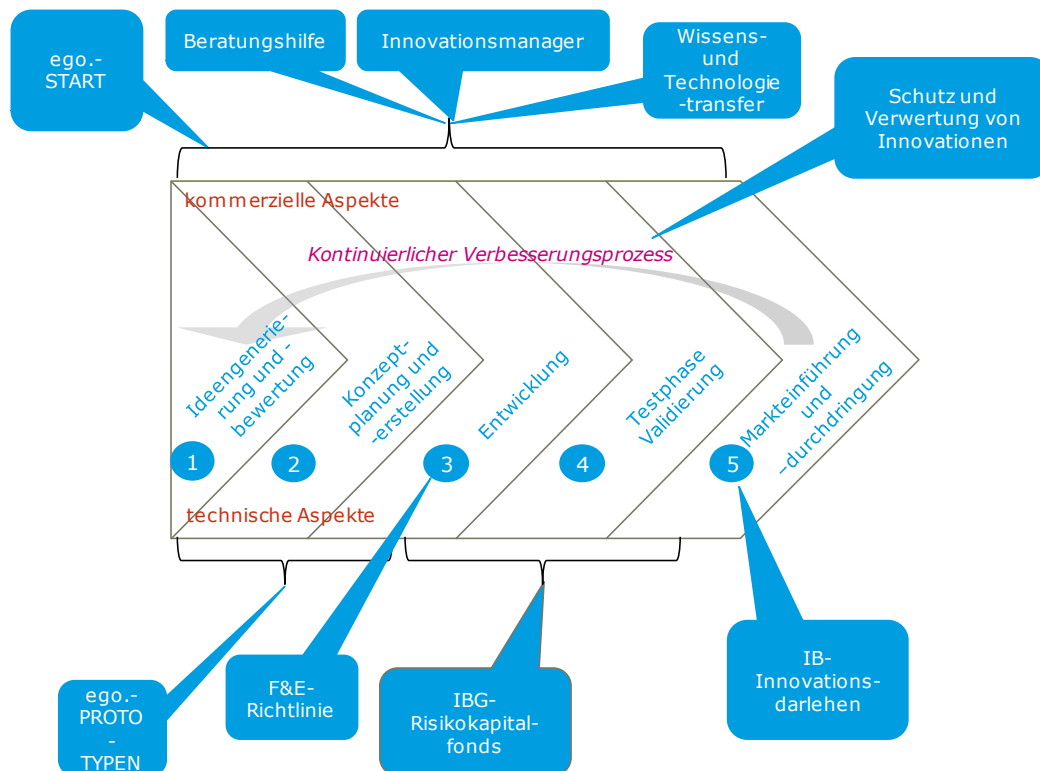 ego.-
START
Beratungshilfe
Innovationsmanager
Wissens-
und
Technologie
-transfer
Schutz und
Verwertung von
Innovationen
kommerzielle Aspekte
Kontinuierlicher Verbesserungsprozess
Ideengenerie-
rung und -
bewertung
Konzept-
planung und
-erstellung
Entwicklung
Testphase
Validierung
Markteinführung
und
–durchdringung
1
2
3
4
5
technische Aspekte
ego.-
PROTO
-
TYPEN
F&E-
Richtlinie
IBG-
Risikokapital-
fonds
IB-
Innovations-
darlehen